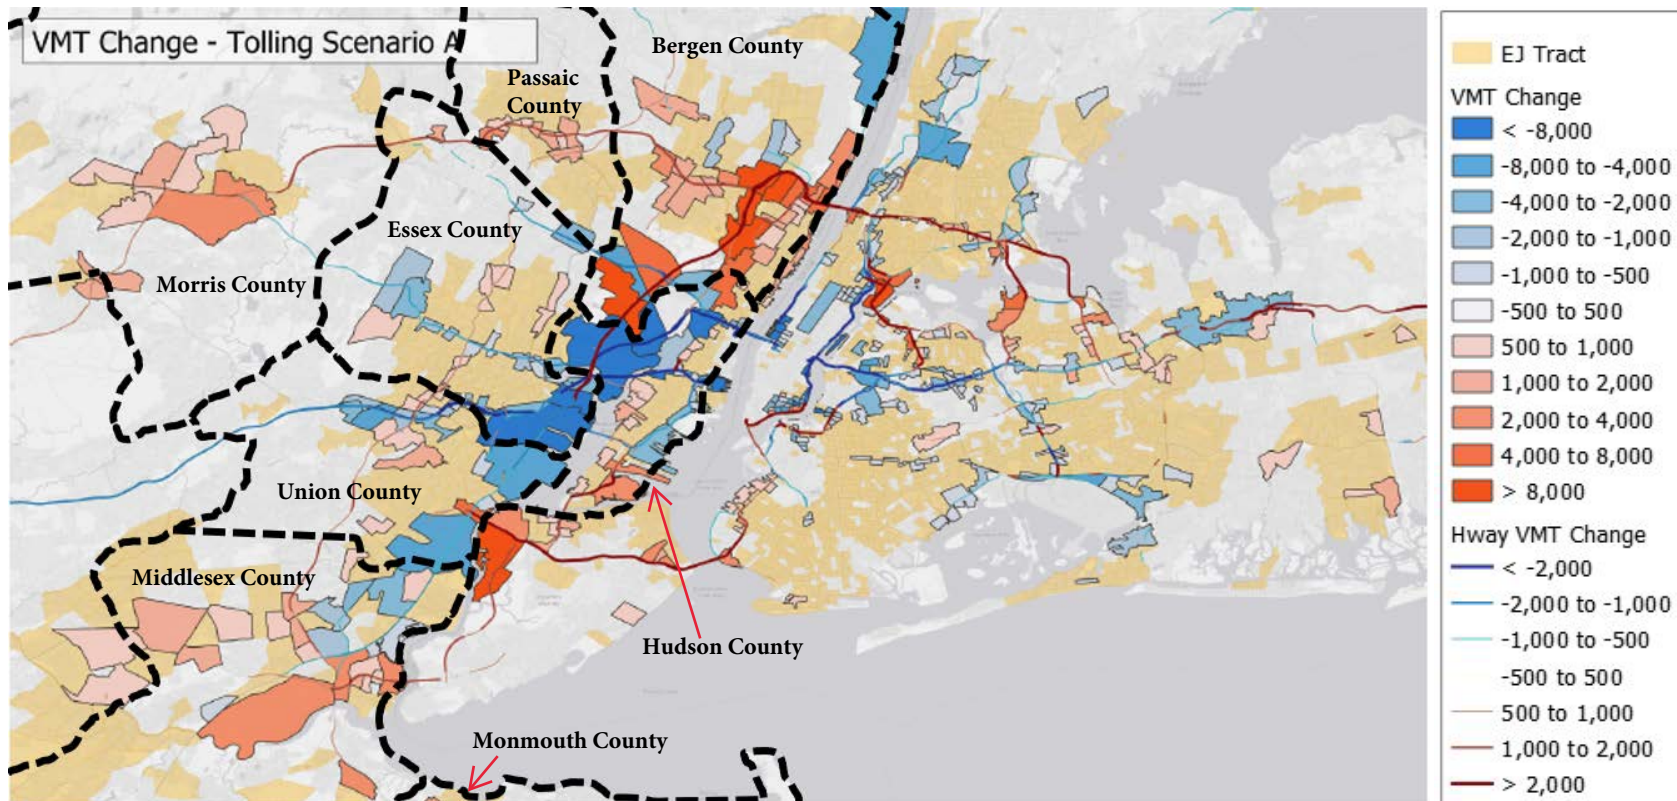 VMT Change - Tolling Scenario A
Bergen County
Passaic
County
Essex County
Morris County
Union County
Middlesex County
Hudson County
Monmouth County
EJ Tract
VMT Change
< -8,000
-8,000 to -4,000
-4,000 to -2,000
-2,000 to -1,000
-1,000 to -500
-500 to 500
500 to 1,000
1,000 to 2,000
2,000 to 4,000
4,000 to 8,000
> 8,000
Hway VMT Change
< -2,000
-2,000 to -1,000
-1,000 to -500
-500 to 500
500 to 1,000
1,000 to 2,000
> 2,000